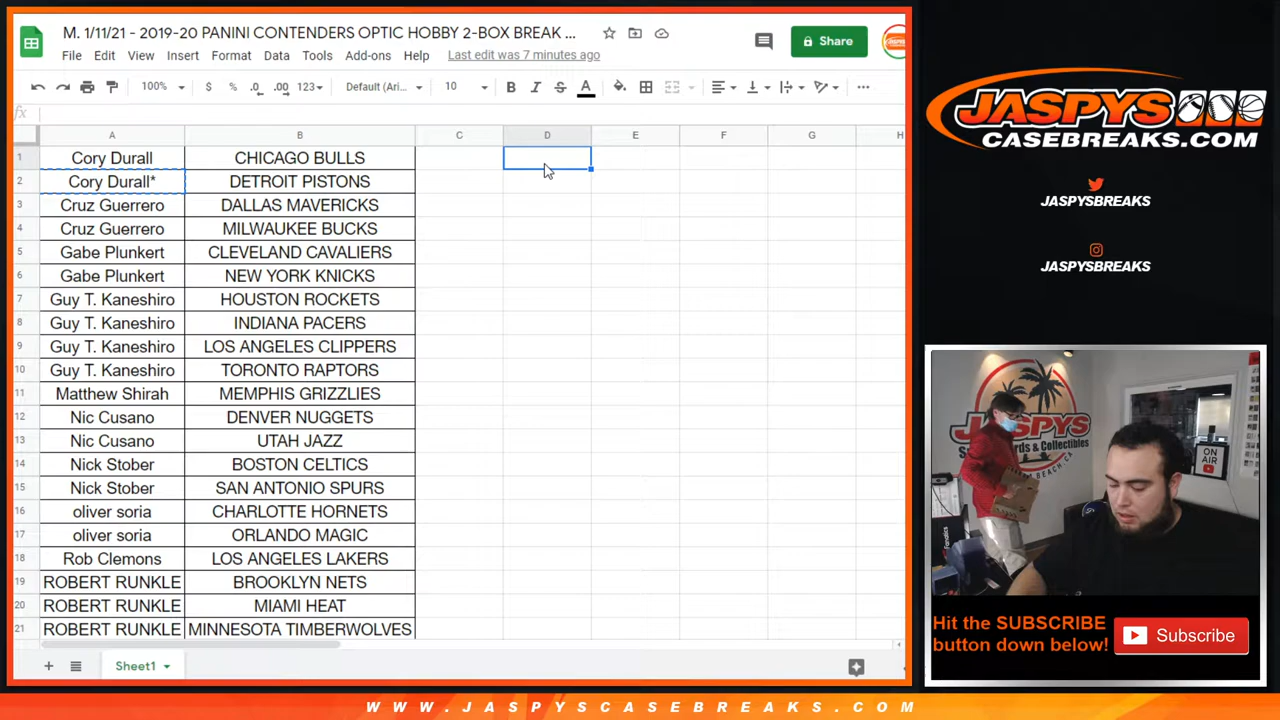 M. 1/11/21 - 2019-20 PANINI CONTENDERS OPTIC HOBBY 2-BOX BREAK ...
File Edit View Insert Format Data Tools Add-ons Help Last edit was 7 minutes ago
Share
100% $ % .0 .00 123 Default (Ari... 10 B I S A
fx
A B C D E F G H
1 Cory Durall CHICAGO BULLS
2 Cory Durall* DETROIT PISTONS
3 Cruz Guerrero DALLAS MAVERICKS
4 Cruz Guerrero MILWAUKEE BUCKS
5 Gabe Plunkert CLEVELAND CAVALIERS
6 Gabe Plunkert NEW YORK KNICKS
7 Guy T. Kaneshiro HOUSTON ROCKETS
8 Guy T. Kaneshiro INDIANA PACERS
9 Guy T. Kaneshiro LOS ANGELES CLIPPERS
10 Guy T. Kaneshiro TORONTO RAPTORS
11 Matthew Shirah MEMPHIS GRIZZLIES
12 Nic Cusano DENVER NUGGETS
13 Nic Cusano UTAH JAZZ
14 Nick Stober BOSTON CELTICS
15 Nick Stober SAN ANTONIO SPURS
16 oliver soria CHARLOTTE HORNETS
17 oliver soria ORLANDO MAGIC
18 Rob Clemons LOS ANGELES LAKERS
19 ROBERT RUNKLE BROOKLYN NETS
20 ROBERT RUNKLE MIAMI HEAT
21 ROBERT RUNKLE MINNESOTA TIMBERWOLVES
Sheet1
JASPYS
CASEBREAKS.COM
JASPYSBREAKS
JASPYSBREAKS
JASPYS
ON AIR
Hit the SUBSCRIBE
button down below!
Subscribe
WWW.JASPYSCASEBREAKS.COM